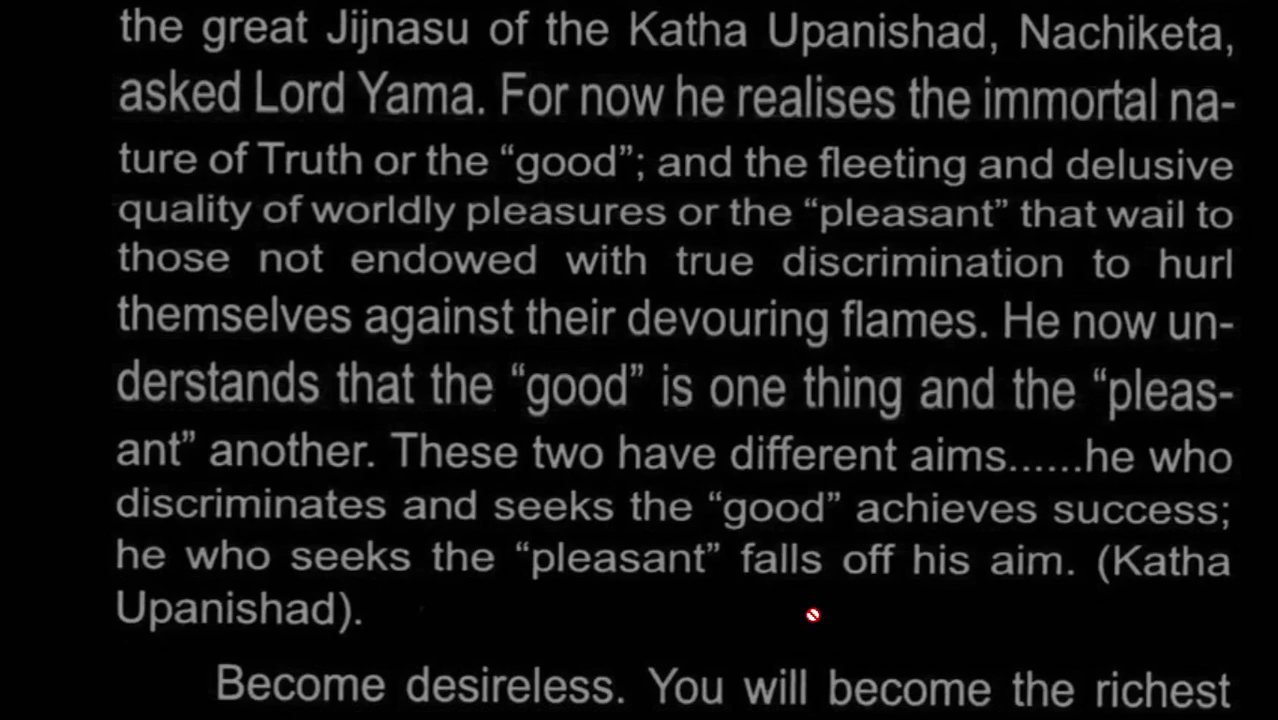 the great Jijnasu of the Katha Upanishad, Nachiketa,
asked Lord Yama. For now he realises the immortal na-
ture of Truth or the “good”; and the fleeting and delusive
quality of worldly pleasures or the “pleasant” that wail to
those not endowed with true discrimination to hurl
themselves against their devouring flames. He now un-
derstands that the “good” is one thing and the “pleas-
ant” another. These two have different aims......he who
discriminates and seeks the “good” achieves success;
he who seeks the “pleasant” falls off his aim. (Katha
Upanishad).
Become desireless. You will become the richest